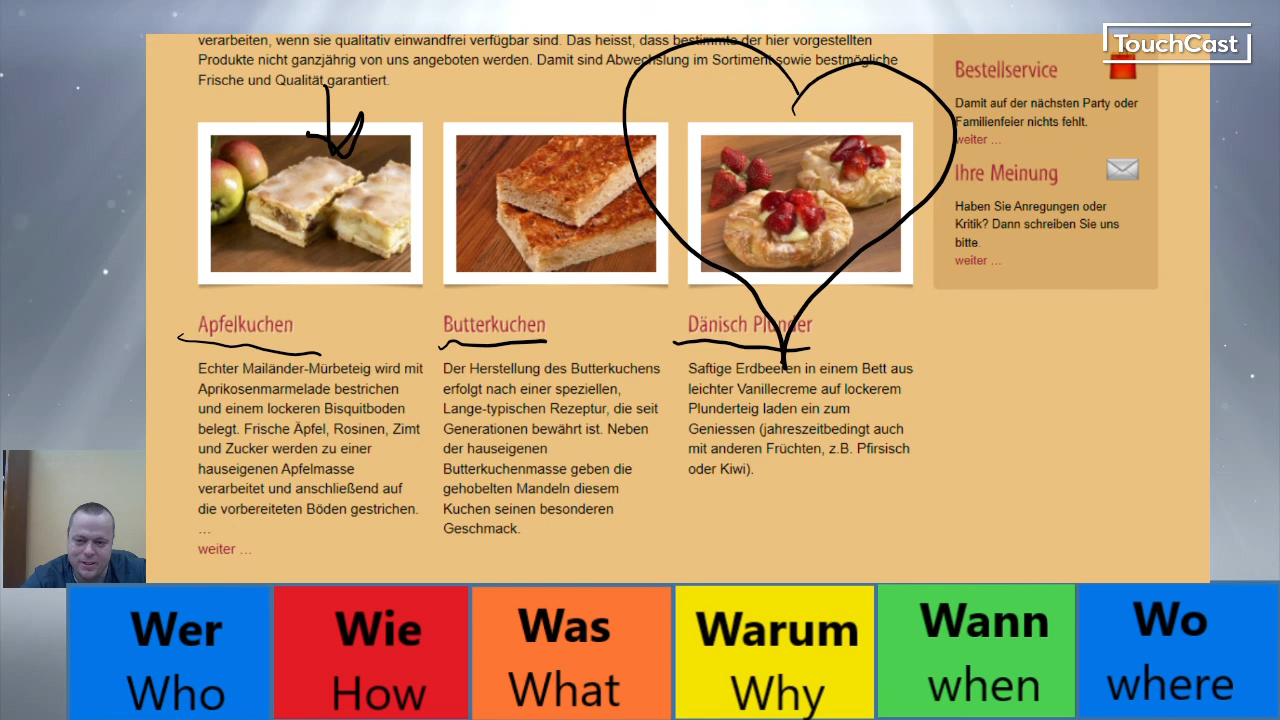 TouchCast
verarbeiten, wenn sie qualitativ einwandfrei verfügbar sind. Das heisst, dass bestimmte der hier vorgestellten
Produkte nicht ganzjährig von uns angeboten werden. Damit sind Abwechslung im Sortiment sowie bestmögliche
Frische und Qualität garantiert.
Bestellservice
Damit auf der nächsten Party oder
Familienfeier nichts fehlt.
weiter ...
Ihre Meinung
Haben Sie Anregungen oder
Kritik? Dann schreiben Sie uns
bitte.
weiter ...
Apfelkuchen
Echter Mailänder-Mürbeteig wird mit
Aprikosenmarmelade bestrichen
und einem lockeren Bisquitboden
belegt. Frische Äpfel, Rosinen, Zimt
und Zucker werden zu einer
hauseigenen Apfelmasse
verarbeitet und anschließend auf
die vorbereiteten Böden gestrichen.
...
weiter ...
Butterkuchen
Der Herstellung des Butterkuchens
erfolgt nach einer speziellen,
Lange-typischen Rezeptur, die seit
Generationen bewährt ist. Neben
der hauseigenen
Butterkuchenmasse geben die
gehobelten Mandeln diesem
Kuchen seinen besonderen
Geschmack.
Dänisch Plunder
Saftige Erdbeeren in einem Bett aus
leichter Vanillecreme auf lockerem
Plunderteig laden ein zum
Geniessen (jahreszeitbedingt auch
mit anderen Früchten, z.B. Pfirsisch
oder Kiwi).
Wer
Who
Wie
How
Was
What
Warum
Why
Wann
when
Wo
where